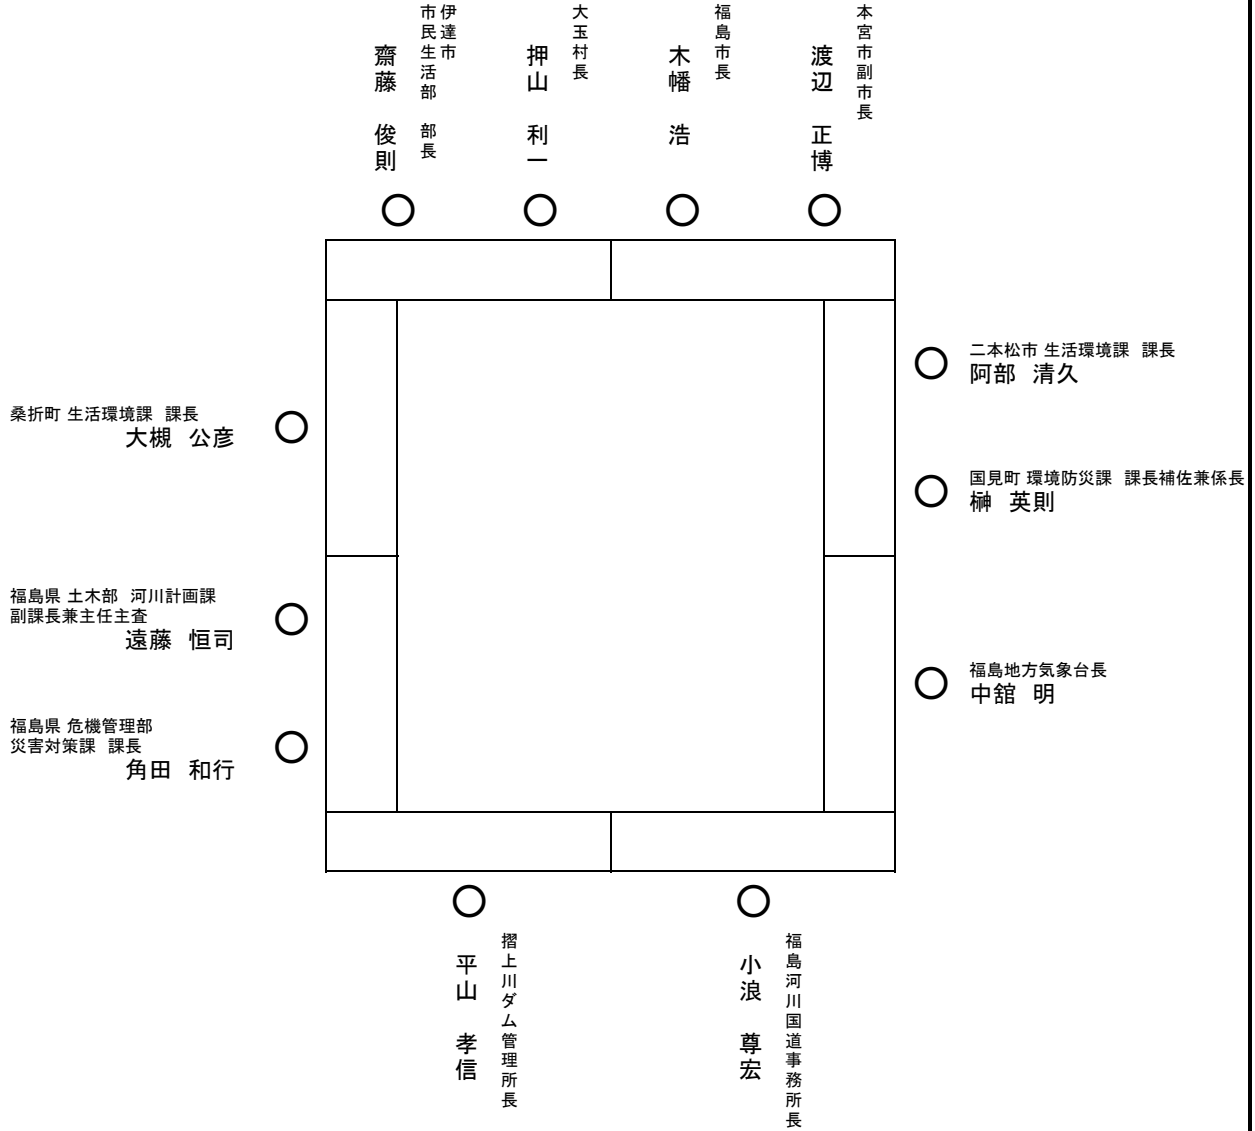 本宮市副市長
渡辺　正博
福島市長
木幡　浩
大玉村長
押山　利一
伊達市
市民生活部　部長
齋藤　俊則
二本松市 生活環境課　課長
阿部　清久
桑折町 生活環境課　課長
大槻　公彦
国見町 環境防災課　課長補佐兼係長
榊　英則
福島県 土木部　河川計画課
副課長兼主任主査
遠藤　恒司
福島地方気象台長
中舘　明
福島県 危機管理部
災害対策課　課長
角田　和行
福島河川国道事務所長
小浪　尊宏
摺上川ダム管理所長
平山　孝信